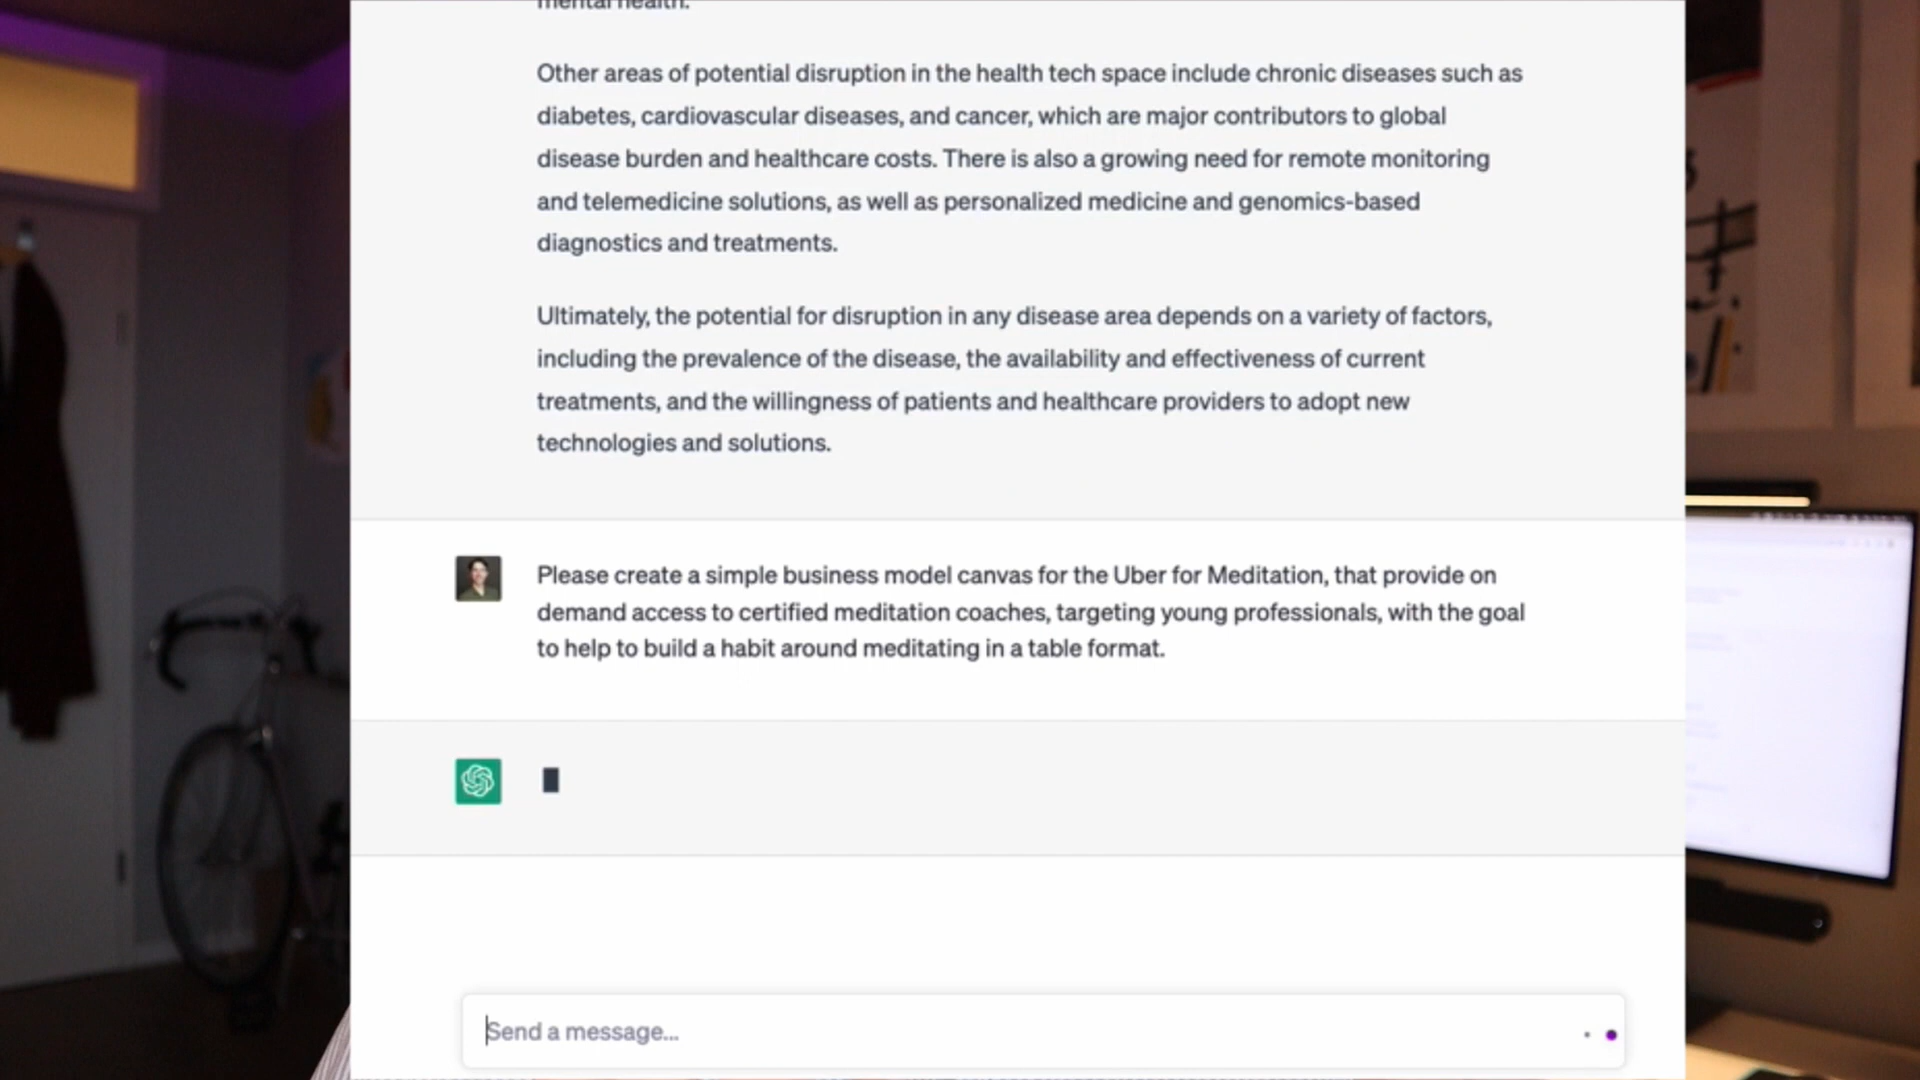 mental health.
Other areas of potential disruption in the health tech space include chronic diseases such as
diabetes, cardiovascular diseases, and cancer, which are major contributors to global
disease burden and healthcare costs. There is also a growing need for remote monitoring
and telemedicine solutions, as well as personalized medicine and genomics-based
diagnostics and treatments.
Ultimately, the potential for disruption in any disease area depends on a variety of factors,
including the prevalence of the disease, the availability and effectiveness of current
treatments, and the willingness of patients and healthcare providers to adopt new
technologies and solutions.
Please create a simple business model canvas for the Uber for Meditation, that provide on
demand access to certified meditation coaches, targeting young professionals, with the goal
to help to build a habit around meditating in a table format.
Send a message...